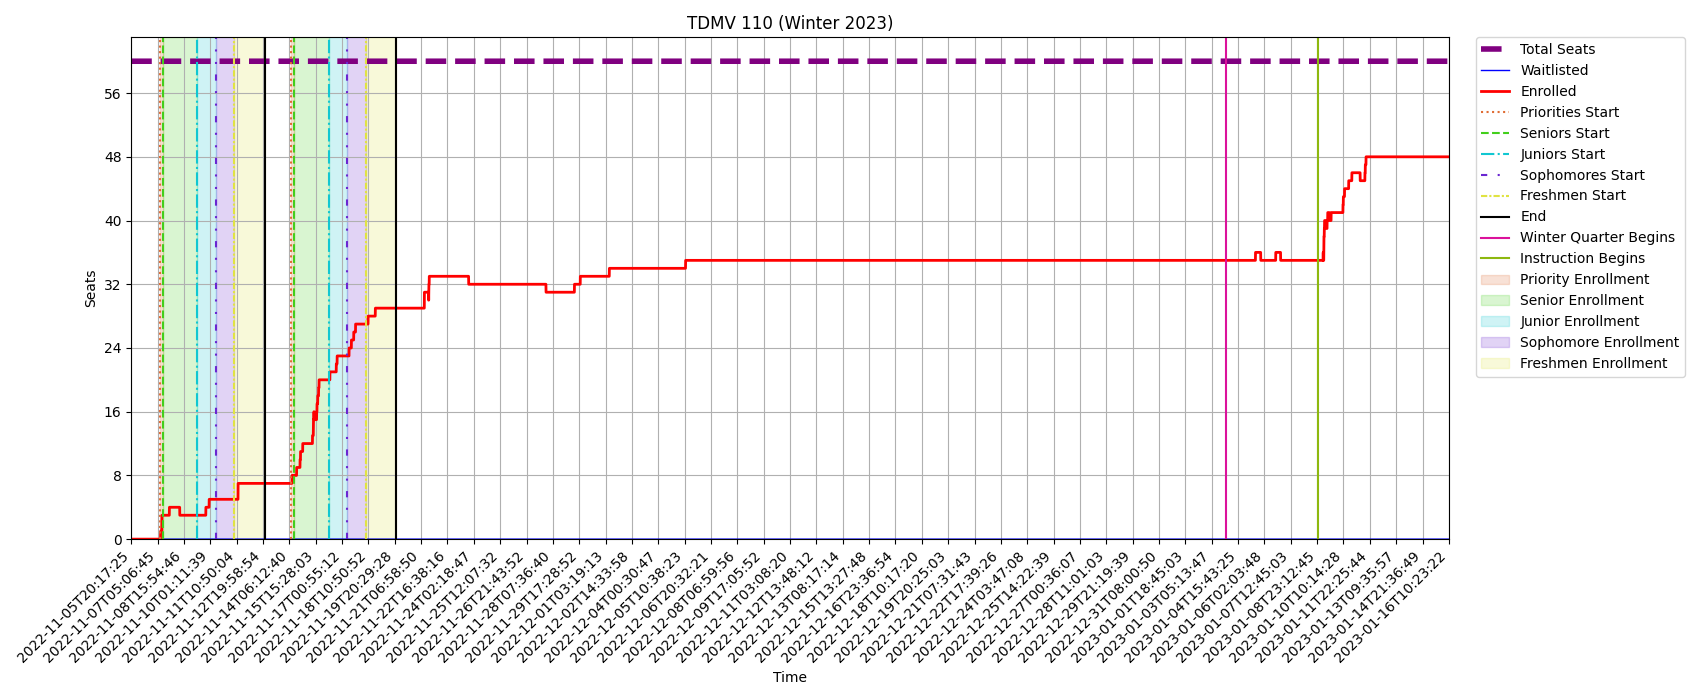 TDMV 110 (Winter 2023)
Seats
56
48
40
32
24
16
8
0
2022-11-05T20:17:25
2022-11-07T05:06:45
2022-11-08T15:54:46
2022-11-10T01:11:39
2022-11-11T10:50:04
2022-11-12T19:58:54
2022-11-14T06:12:40
2022-11-15T15:28:03
2022-11-17T00:55:12
2022-11-18T10:50:52
2022-11-19T20:29:28
2022-11-21T06:58:50
2022-11-22T16:38:16
2022-11-24T02:18:47
2022-11-25T12:07:32
2022-11-26T21:43:52
2022-11-28T07:36:40
2022-11-29T17:28:52
2022-12-01T03:19:13
2022-12-02T14:33:58
2022-12-04T00:30:47
2022-12-05T10:38:23
2022-12-06T20:32:21
2022-12-08T06:59:56
2022-12-09T17:05:52
2022-12-11T03:08:20
2022-12-12T13:48:12
2022-12-13T08:17:14
2022-12-15T13:27:48
2022-12-16T23:36:54
2022-12-18T10:17:20
2022-12-19T20:25:03
2022-12-21T07:31:43
2022-12-22T17:39:26
2022-12-24T03:47:08
2022-12-25T14:22:39
2022-12-27T00:36:07
2022-12-28T11:01:03
2022-12-29T21:19:39
2022-12-31T08:00:50
2023-01-01T18:45:03
2023-01-03T05:13:47
2023-01-04T15:43:25
2023-01-06T02:03:48
2023-01-07T12:45:03
2023-01-08T23:12:45
2023-01-10T10:14:28
2023-01-11T22:25:44
2023-01-13T09:35:57
2023-01-14T21:36:49
2023-01-16T10:23:22
Time
Total Seats
Waitlisted
Enrolled
Priorities Start
Seniors Start
Juniors Start
Sophomores Start
Freshmen Start
End
Winter Quarter Begins
Instruction Begins
Priority Enrollment
Senior Enrollment
Junior Enrollment
Sophomore Enrollment
Freshmen Enrollment